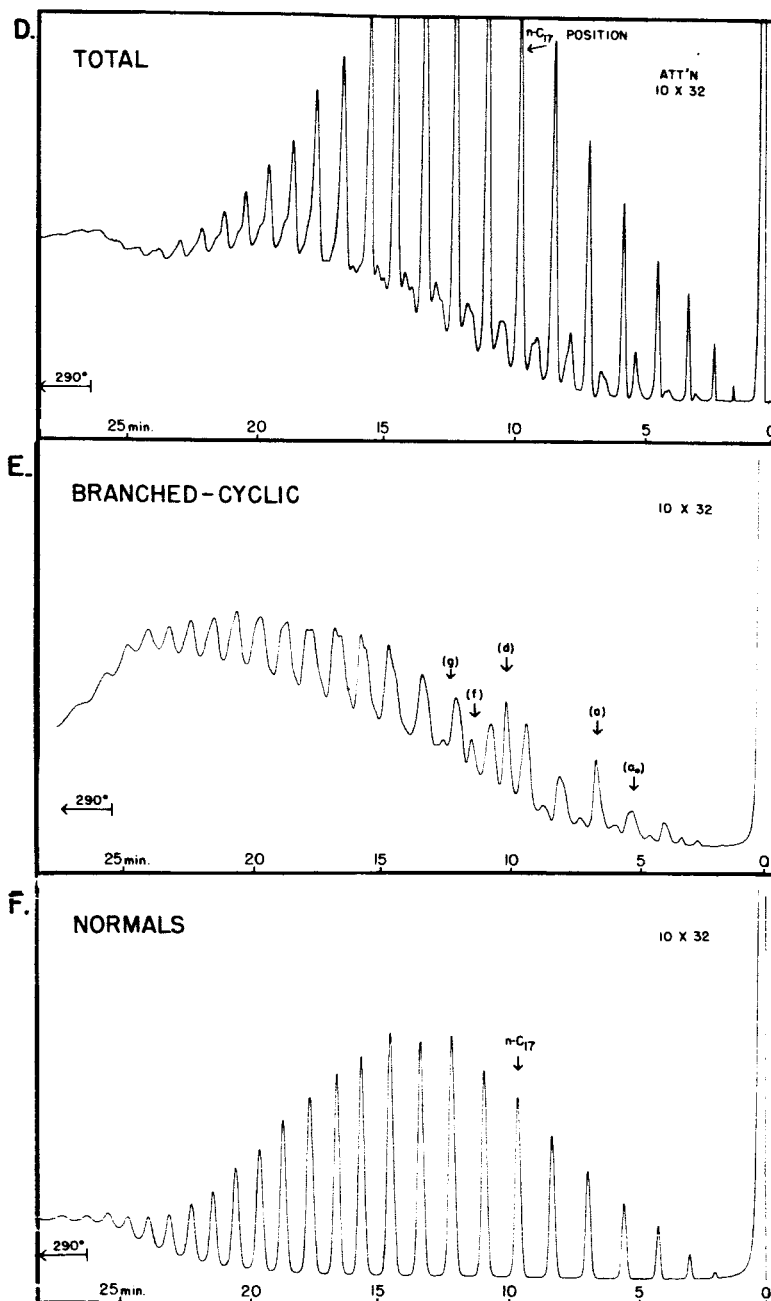 D.
TOTAL
n-C17 POSITION
ATT'N
10 X 32
290°
25 min. 20 15 10 5 0
E.
BRANCHED-CYCLIC
10 X 32
(g)
(f)
(d)
(a)
(a₀)
290°
25 min. 20 15 10 5 0
F.
NORMALS
10 X 32
n-C17
290°
25 min. 20 15 10 5 0